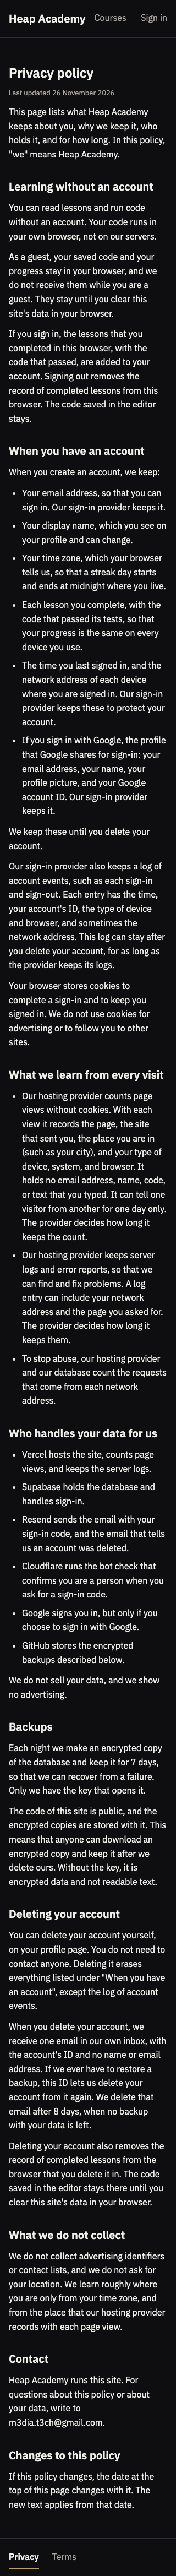 Heap Academy Courses Sign in
Privacy policy
Last updated 26 November 2026
This page lists what Heap Academy
keeps about you, why we keep it, who
holds it, and for how long. In this policy,
"we" means Heap Academy.
Learning without an account
You can read lessons and run code
without an account. Your code runs in
your own browser, not on our servers.
As a guest, your saved code and your
progress stay in your browser, and we
do not receive them while you are a
guest. They stay until you clear this
site's data in your browser.
If you sign in, the lessons that you
completed in this browser, with the
code that passed, are added to your
account. Signing out removes the
record of completed lessons from this
browser. The code saved in the editor
stays.
When you have an account
When you create an account, we keep:
• Your email address, so that you can
sign in. Our sign-in provider keeps it.
• Your display name, which you see on
your profile and can change.
• Your time zone, which your browser
tells us, so that a streak day starts
and ends at midnight where you live.
• Each lesson you complete, with the
code that passed its tests, so that
your progress is the same on every
device you use.
• The time you last signed in, and the
network address of each device
where you are signed in. Our sign-in
provider keeps these to protect your
account.
• If you sign in with Google, the profile
that Google shares for sign-in: your
email address, your name, your
profile picture, and your Google
account ID. Our sign-in provider
keeps it.
We keep these until you delete your
account.
Our sign-in provider also keeps a log of
account events, such as each sign-in
and sign-out. Each entry has the time,
your account's ID, the type of device
and browser, and sometimes the
network address. This log can stay after
you delete your account, for as long as
the provider keeps its logs.
Your browser stores cookies to
complete a sign-in and to keep you
signed in. We do not use cookies for
advertising or to follow you to other
sites.
What we learn from every visit
• Our hosting provider counts page
views without cookies. With each
view it records the page, the site
that sent you, the place you are in
(such as your city), and your type of
device, system, and browser. It
holds no email address, name, code,
or text that you typed. It can tell one
visitor from another for one day only.
The provider decides how long it
keeps the count.
• Our hosting provider keeps server
logs and error reports, so that we
can find and fix problems. A log
entry can include your network
address and the page you asked for.
The provider decides how long it
keeps them.
• To stop abuse, our hosting provider
and our database count the requests
that come from each network
address.
Who handles your data for us
• Vercel hosts the site, counts page
views, and keeps the server logs.
• Supabase holds the database and
handles sign-in.
• Resend sends the email with your
sign-in code, and the email that tells
us an account was deleted.
• Cloudflare runs the bot check that
confirms you are a person when you
ask for a sign-in code.
• Google signs you in, but only if you
choose to sign in with Google.
• GitHub stores the encrypted
backups described below.
We do not sell your data, and we show
no advertising.
Backups
Each night we make an encrypted copy
of the database and keep it for 7 days,
so that we can recover from a failure.
Only we have the key that opens it.
The code of this site is public, and the
encrypted copies are stored with it. This
means that anyone can download an
encrypted copy and keep it after we
delete ours. Without the key, it is
encrypted data and not readable text.
Deleting your account
You can delete your account yourself,
on your profile page. You do not need to
contact anyone. Deleting it erases
everything listed under "When you have
an account", except the log of account
events.
When you delete your account, we
receive one email in our own inbox, with
the account's ID and no name or email
address. If we ever have to restore a
backup, this ID lets us delete your
account from it again. We delete that
email after 8 days, when no backup
with your data is left.
Deleting your account also removes the
record of completed lessons from the
browser that you delete it in. The code
saved in the editor stays there until you
clear this site's data in your browser.
What we do not collect
We do not collect advertising identifiers
or contact lists, and we do not ask for
your location. We learn roughly where
you are only from your time zone, and
from the place that our hosting provider
records with each page view.
Contact
Heap Academy runs this site. For
questions about this policy or about
your data, write to
m3dia.t3ch@gmail.com.
Changes to this policy
If this policy changes, the date at the
top of this page changes with it. The
new text applies from that date.
Privacy Terms